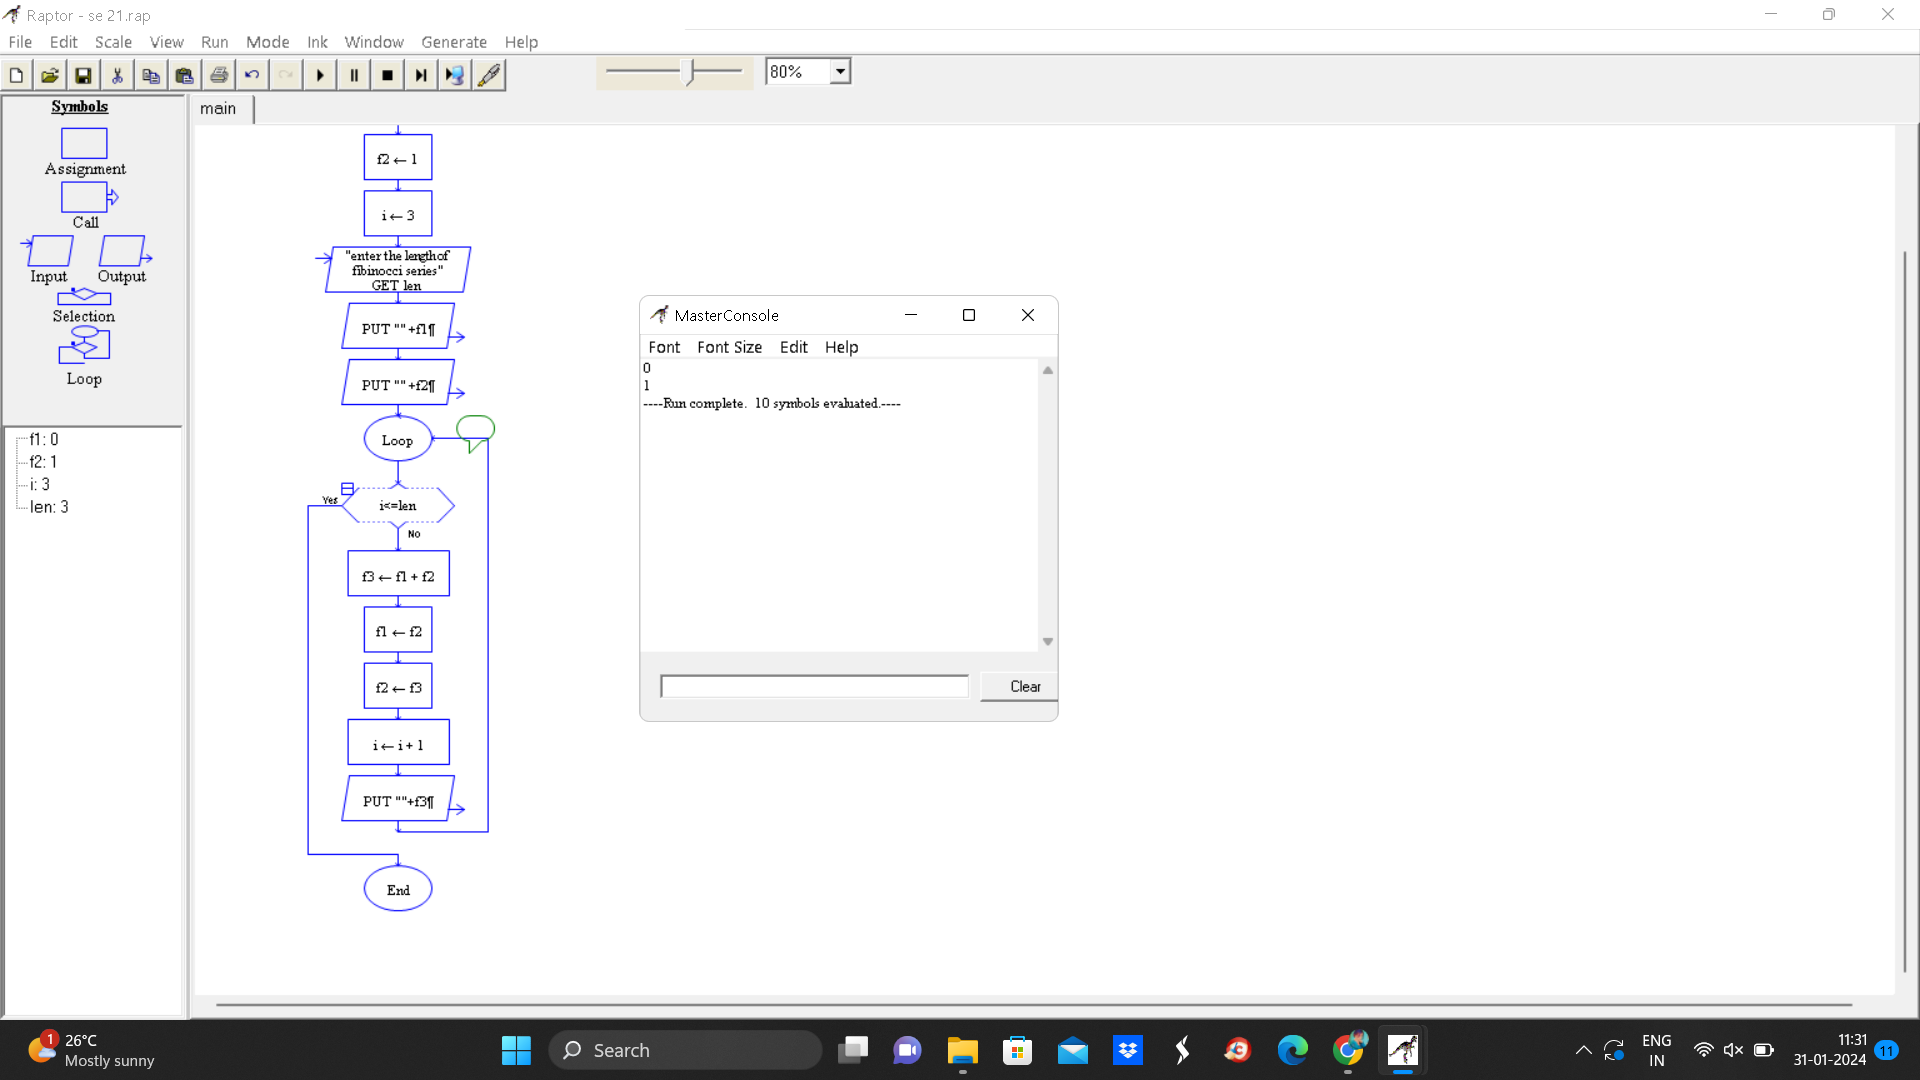 Raptor - se 21.rap
File Edit Scale View Run Mode Ink Window Generate Help
80%
Symbols
main
Assignment
Call
Input Output
Selection
Loop
f1: 0
f2: 1
i: 3
len: 3
f2 ← 1
i ← 3
"enter the lengthof
fibinocci series"
GET len
PUT ""+f1¶
PUT ""+f2¶
Loop
Yes
i<=len
No
f3 ← f1 + f2
f1 ← f2
f2 ← f3
i ← i + 1
PUT ""+f3¶
End
MasterConsole
Font Font Size Edit Help
0
1
----Run complete. 10 symbols evaluated.----
Clear
1
26°C
Mostly sunny
Search
ENG
IN
11:31
31-01-2024
11